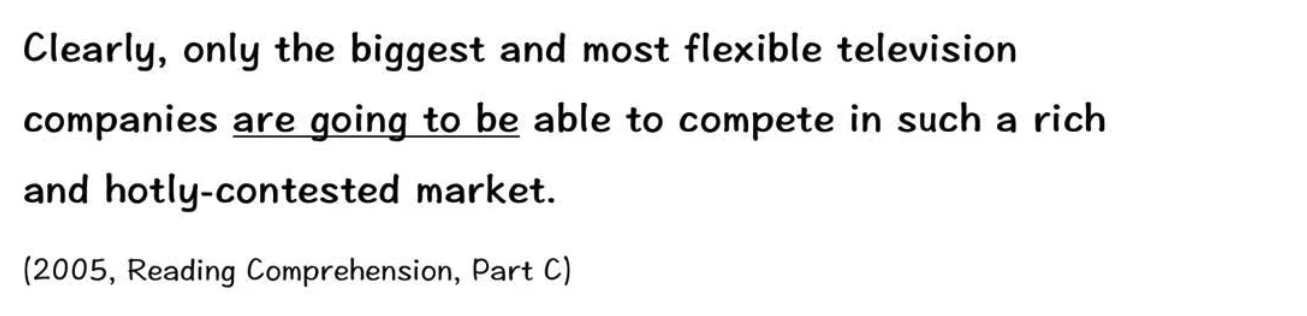 Clearly, only the biggest and most flexible television
companies are going to be able to compete in such a rich
and hotly-contested market.
(2005, Reading Comprehension, Part C)